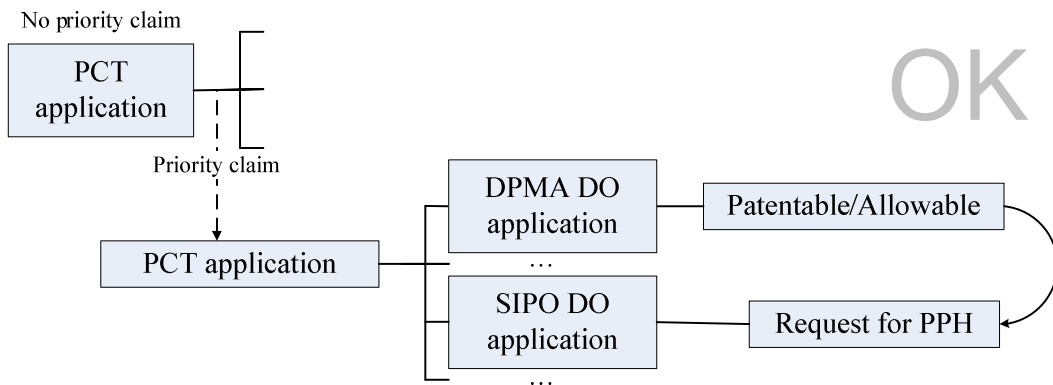 No priority claim
PCT
application
OK
Priority claim
DPMA DO
application
Patentable/Allowable
PCT application
…
SIPO DO
application
Request for PPH
…